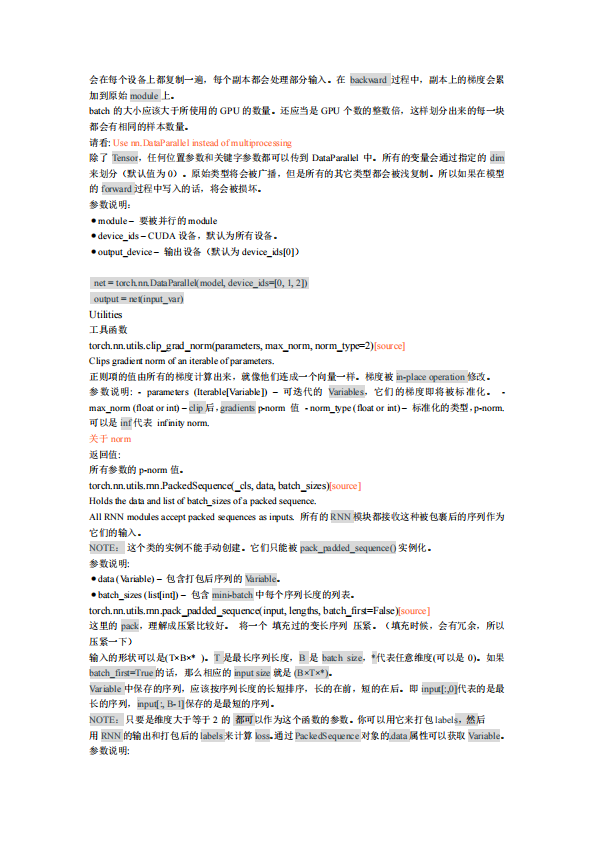 会在每个设备上都复制一遍，每个副本都会处理部分输入。在 backward 过程中，副本上的梯度会累
加到原始 module 上。
batch 的大小应该大于所使用的 GPU 的数量。还应当是 GPU 个数的整数倍，这样划分出来的每一块
都会有相同的样本数量。
请看: Use nn.DataParallel instead of multiprocessing
除了 Tensor，任何位置参数和关键字参数都可以传到 DataParallel 中。所有的变量会通过指定的 dim
来划分（默认值为 0）。原始类型将会被广播，但是所有的其它类型都会被浅复制。所以如果在模型
的 forward 过程中写入的话，将会被损坏。
参数说明：
●module – 要被并行的 module
●device_ids – CUDA 设备，默认为所有设备。
●output_device – 输出设备（默认为 device_ids[0]）
net = torch.nn.DataParallel(model, device_ids=[0, 1, 2])
output = net(input_var)
Utilities
工具函数
torch.nn.utils.clip_grad_norm(parameters, max_norm, norm_type=2)[source]
Clips gradient norm of an iterable of parameters.
正则项的值由所有的梯度计算出来，就像他们连成一个向量一样。梯度被 in-place operation 修改。
参数说明: - parameters (Iterable[Variable]) – 可迭代的 Variables，它们的梯度即将被标准化。 -
max_norm (float or int) – clip 后，gradients p-norm 值 - norm_type (float or int) – 标准化的类型，p-norm.
可以是 inf 代表 infinity norm.
关于 norm
返回值:
所有参数的 p-norm 值。
torch.nn.utils.rnn.PackedSequence(_cls, data, batch_sizes)[source]
Holds the data and list of batch_sizes of a packed sequence.
All RNN modules accept packed sequences as inputs. 所有的 RNN 模块都接收这种被包裹后的序列作为
它们的输入。
NOTE： 这个类的实例不能手动创建。它们只能被 pack_padded_sequence() 实例化。
参数说明:
●data (Variable) – 包含打包后序列的 Variable。
●batch_sizes (list[int]) – 包含 mini-batch 中每个序列长度的列表。
torch.nn.utils.rnn.pack_padded_sequence(input, lengths, batch_first=False)[source]
这里的 pack，理解成压紧比较好。 将一个 填充过的变长序列 压紧。（填充时候，会有冗余，所以
压紧一下）
输入的形状可以是(T×B×* )。T 是最长序列长度，B 是 batch size，*代表任意维度(可以是 0)。如果
batch_first=True 的话，那么相应的 input size 就是 (B×T×*)。
Variable 中保存的序列，应该按序列长度的长短排序，长的在前，短的在后。即 input[:,0]代表的是最
长的序列，input[:, B-1]保存的是最短的序列。
NOTE： 只要是维度大于等于 2 的 都可以作为这个函数的参数。你可以用它来打包 labels，然后
用 RNN 的输出和打包后的 labels 来计算 loss。通过 PackedSequence 对象的.data 属性可以获取 Variable。
参数说明: